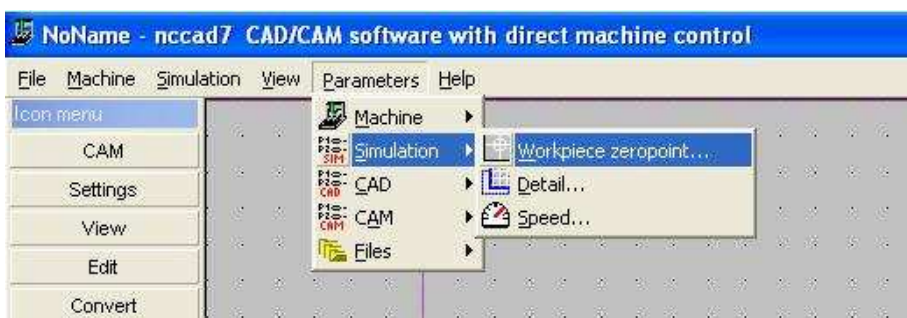 NoName - nccad7 CAD/CAM software with direct machine control
File Machine Simulation View Parameters Help
Icon menu
CAM
Settings
View
Edit
Convert
Machine
Simulation
CAD
CAM
Files
Workpiece zeropoint...
Detail...
Speed...